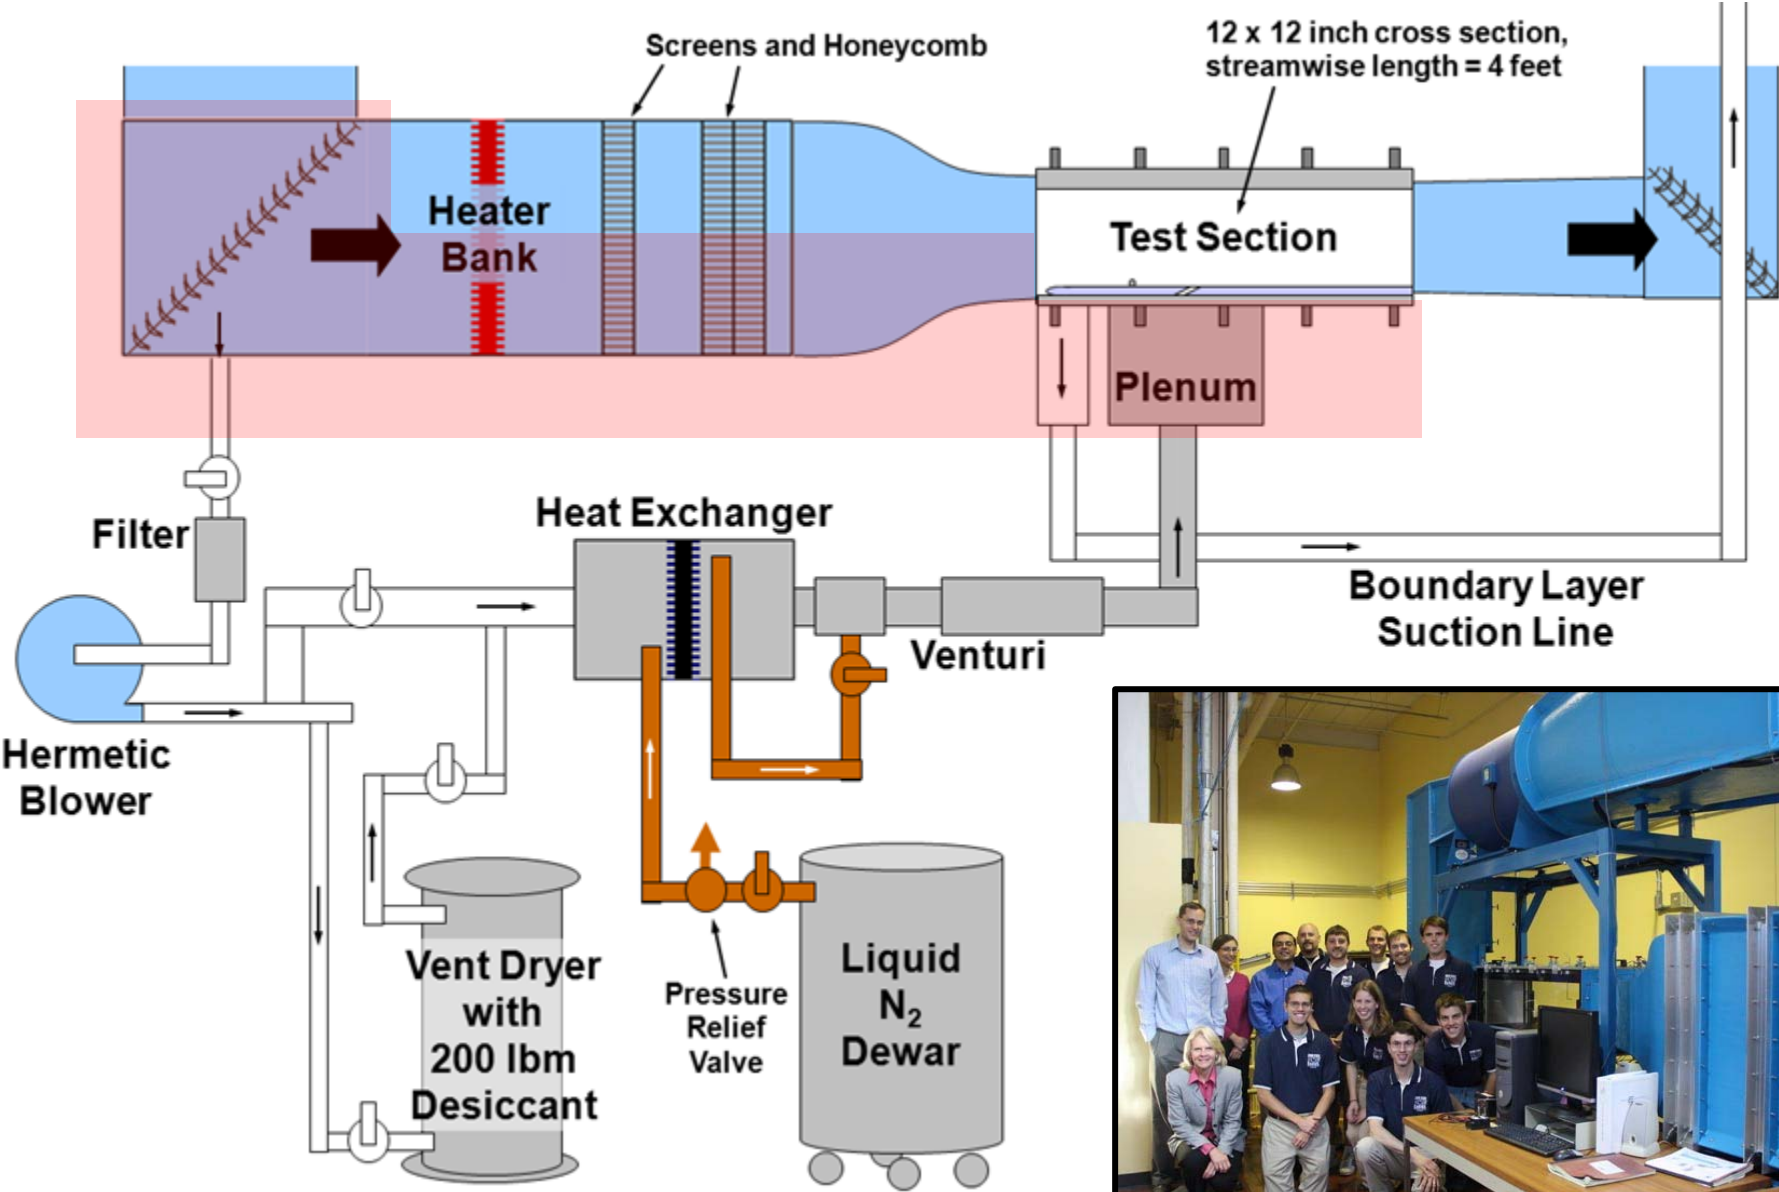 Screens and Honeycomb
12 x 12 inch cross section,
streamwise length = 4 feet
Heater
Bank
Test Section
Plenum
Filter
Heat Exchanger
Venturi
Boundary Layer
Suction Line
Hermetic
Blower
Vent Dryer
with
200 lbm
Desiccant
Pressure
Relief
Valve
Liquid
N₂
Dewar